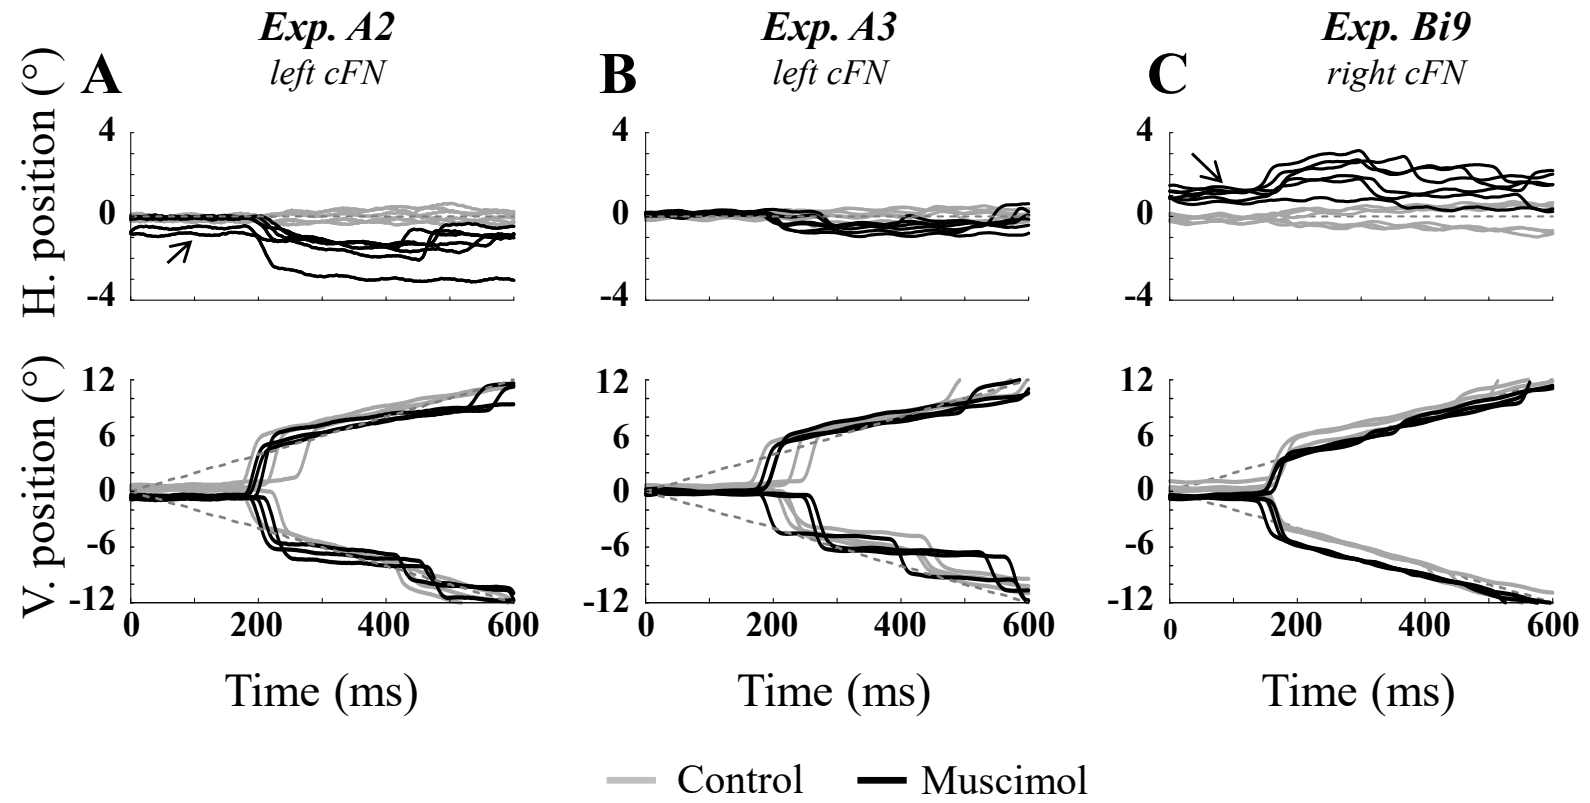 Exp. A2
left cFN
Exp. A3
left cFN
Exp. Bi9
right cFN
A
B
C
H. position (°)
4
0
-4
4
0
-4
4
0
-4
V. position (°)
12
6
0
-6
-12
12
6
0
-6
-12
12
6
0
-6
-12
0 200 400 600
0 200 400 600
0 200 400 600
Time (ms)
Time (ms)
Time (ms)
Control
Muscimol